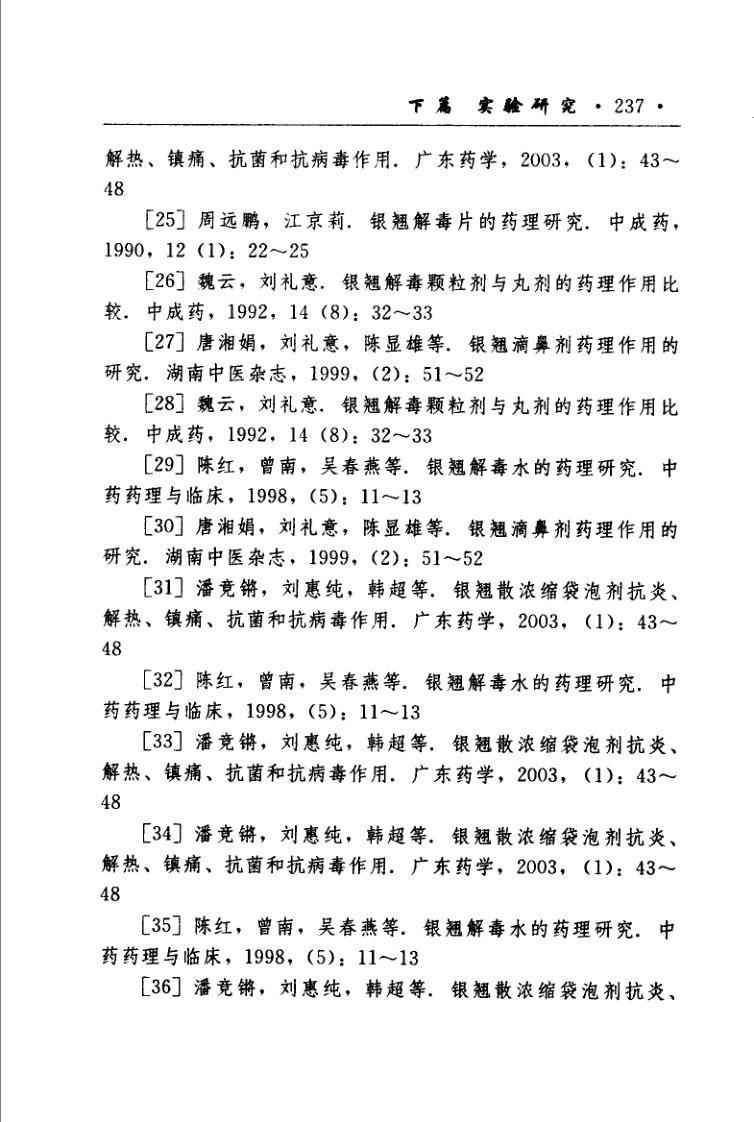 下篇 实验研究 · 237 ·
解热、镇痛、抗菌和抗病毒作用. 广东药学, 2003, (1): 43～
48
[25] 周远鹏, 江京莉. 银翘解毒片的药理研究. 中成药,
1990, 12 (1): 22～25
[26] 魏云, 刘礼意. 银翘解毒颗粒剂与丸剂的药理作用比
较. 中成药, 1992, 14 (8): 32～33
[27] 唐湘娟, 刘礼意, 陈显雄等. 银翘滴鼻剂药理作用的
研究. 湖南中医杂志, 1999, (2): 51～52
[28] 魏云, 刘礼意. 银翘解毒颗粒剂与丸剂的药理作用比
较. 中成药, 1992, 14 (8): 32～33
[29] 陈红, 曾南, 吴春燕等. 银翘解毒水的药理研究. 中
药药理与临床, 1998, (5): 11～13
[30] 唐湘娟, 刘礼意, 陈显雄等. 银翘滴鼻剂药理作用的
研究. 湖南中医杂志, 1999, (2): 51～52
[31] 潘竞锵, 刘惠纯, 韩超等. 银翘散浓缩袋泡剂抗炎、
解热、镇痛、抗菌和抗病毒作用. 广东药学, 2003, (1): 43～
48
[32] 陈红, 曾南, 吴春燕等. 银翘解毒水的药理研究. 中
药药理与临床, 1998, (5): 11～13
[33] 潘竞锵, 刘惠纯, 韩超等. 银翘散浓缩袋泡剂抗炎、
解热、镇痛、抗菌和抗病毒作用. 广东药学, 2003, (1): 43～
48
[34] 潘竞锵, 刘惠纯, 韩超等. 银翘散浓缩袋泡剂抗炎、
解热、镇痛、抗菌和抗病毒作用. 广东药学, 2003, (1): 43～
48
[35] 陈红, 曾南, 吴春燕等. 银翘解毒水的药理研究. 中
药药理与临床, 1998, (5): 11～13
[36] 潘竞锵, 刘惠纯, 韩超等. 银翘散浓缩袋泡剂抗炎、